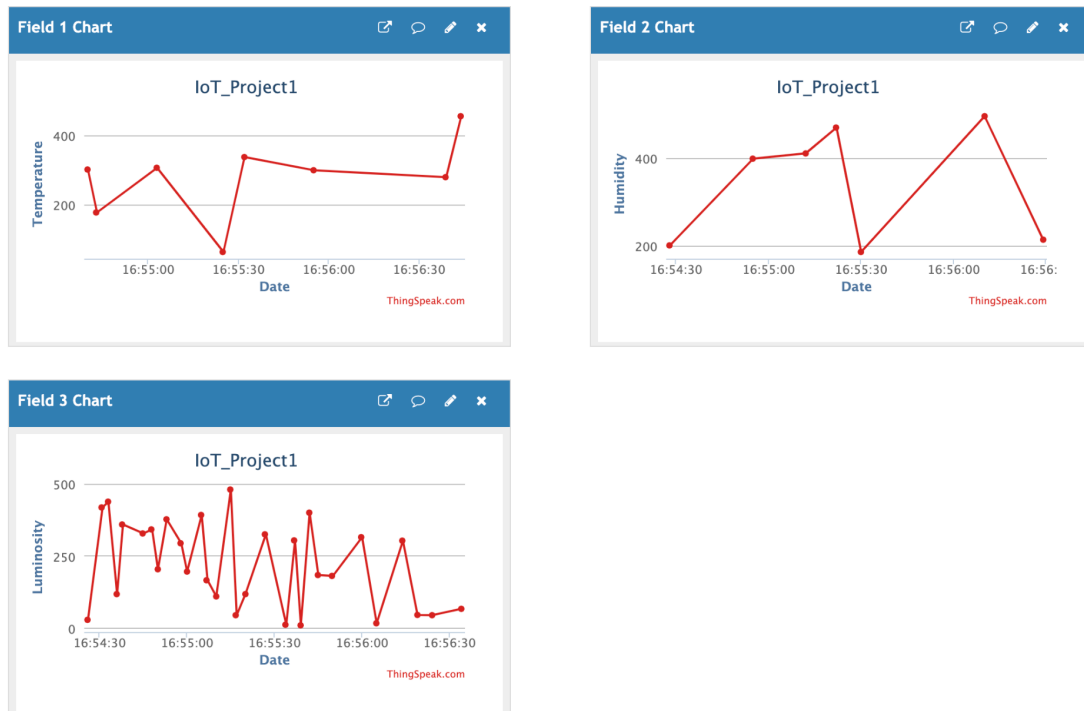 Field 1 Chart
IoT_Project1
Temperature
400
200
16:55:00 16:55:30 16:56:00 16:56:30
Date
ThingSpeak.com
Field 2 Chart
IoT_Project1
Humidity
400
200
16:54:30 16:55:00 16:55:30 16:56:00 16:56:
Date
ThingSpeak.com
Field 3 Chart
IoT_Project1
Luminosity
500
250
0
16:54:30 16:55:00 16:55:30 16:56:00 16:56:30
Date
ThingSpeak.com